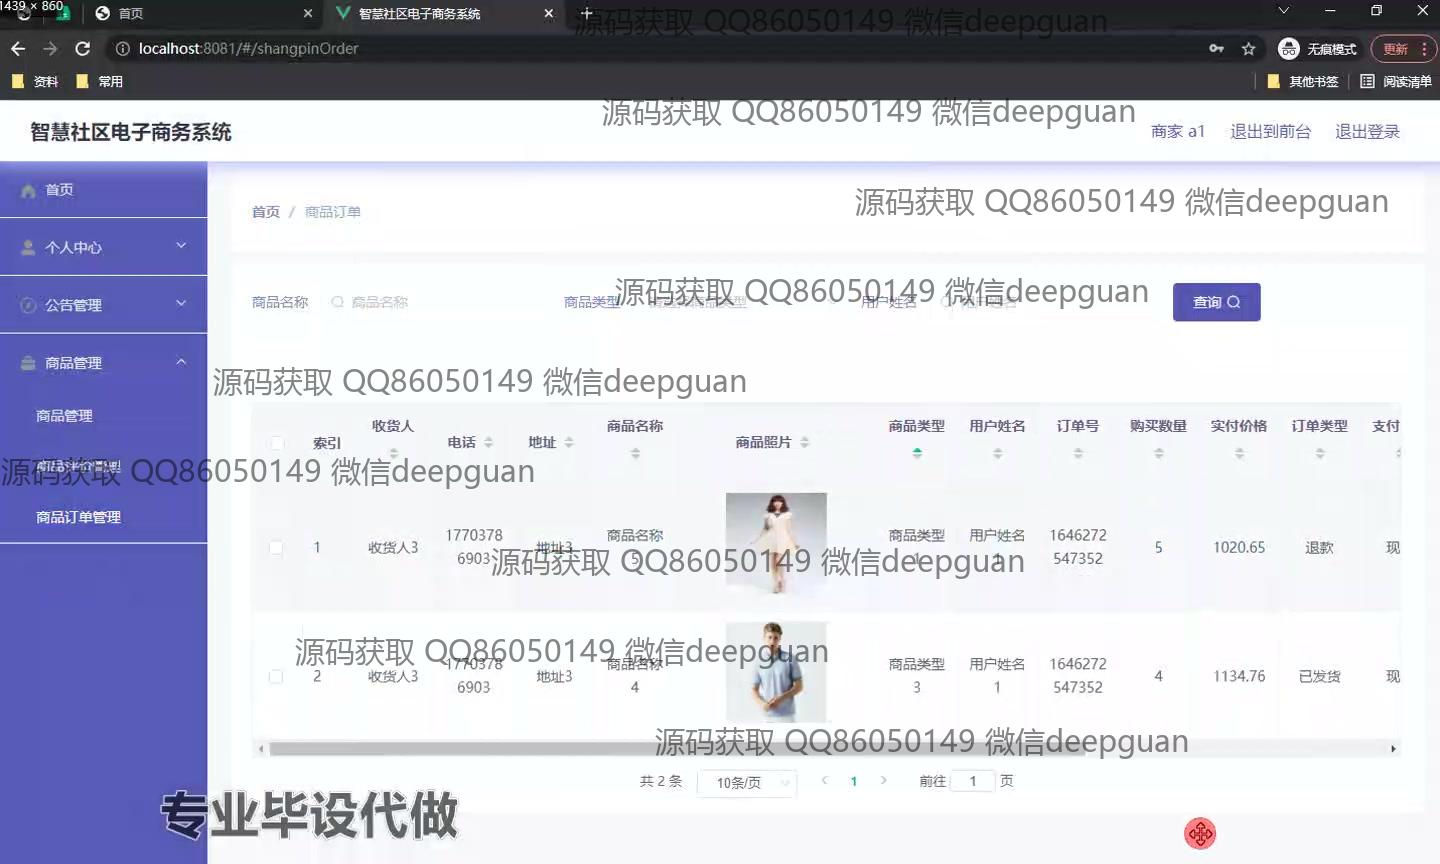 1439 × 860
首页
智慧社区电子商务系统
源码获取 QQ86050149 微信deepguan
localhost:8081/#/shangpinOrder
无痕模式
更新
资料
常用
其他书签
阅读清单
源码获取 QQ86050149 微信deepguan
智慧社区电子商务系统
商家 a1
退出到前台
退出登录
首页
源码获取 QQ86050149 微信deepguan
首页 / 商品订单
个人中心
源码获取 QQ86050149 微信deepguan
商品名称
商品名称
商品类型
用户姓名
查询
公告管理
商品管理
源码获取 QQ86050149 微信deepguan
商品管理
商品评价管理
商品订单管理
源码获取 QQ86050149 微信deepguan
索引
收货人
电话
地址
商品名称
商品照片
商品类型
用户姓名
订单号
购买数量
实付价格
订单类型
支付
1
收货人3
1770378
6903
地址3
商品名称
5
商品类型
1
用户姓名
1
1646272
547352
5
1020.65
退款
现
源码获取 QQ86050149 微信deepguan
2
收货人3
1770378
6903
地址3
商品名称
4
商品类型
3
用户姓名
1
1646272
547352
4
1134.76
已发货
现
源码获取 QQ86050149 微信deepguan
源码获取 QQ86050149 微信deepguan
共 2 条
10条/页
1
前往 1 页
专业毕设代做